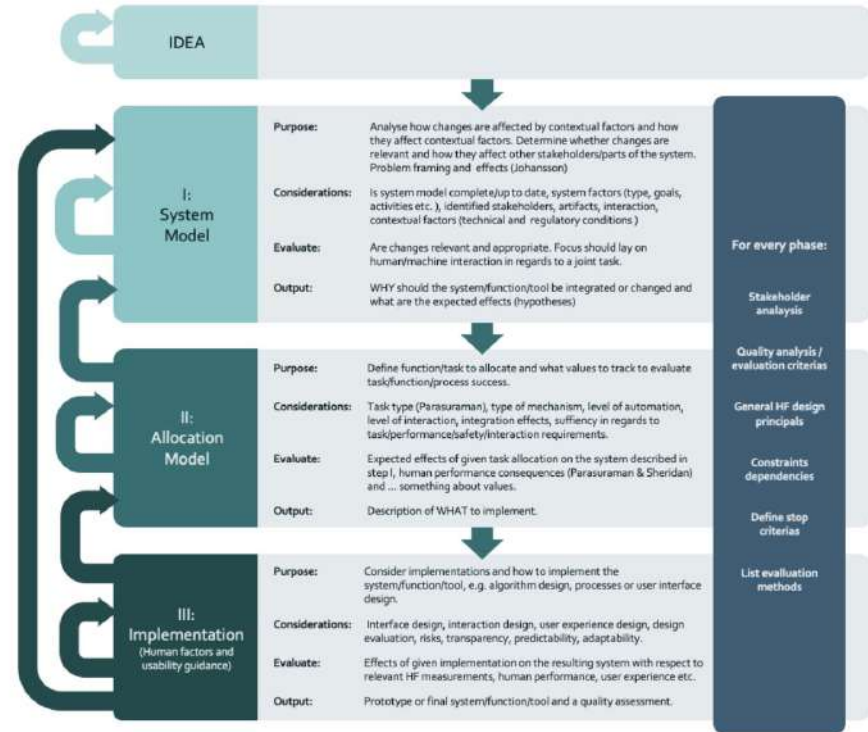 IDEA
I:
System
Model
Purpose: Analyse how changes are affected by contextual factors and how
they affect contextual factors. Determine whether changes are
relevant and how they affect other stakeholders/parts of the system.
Problem framing and effects (Johansson)
Considerations: Is system model complete/up to date, system factors (type, goals,
activities etc. ), identified stakeholders, artifacts, interaction,
contextual factors (technical and regulatory conditions )
Evaluate: Are changes relevant and appropriate. Focus should lay on
human/machine interaction in regards to a joint task.
Output: WHY should the system/function/tool be integrated or changed and
what are the expected effects (hypotheses)
II:
Allocation
Model
Purpose: Define function/task to allocate and what values to track to evaluate
task/function/process success.
Considerations: Task type (Parasuraman), type of mechanism, level of automation,
level of interaction, integration effects, suffiency in regards to
task/performance/safety/interaction requirements.
Evaluate: Expected effects of given task allocation on the system described in
step I, human performance consequences (Parasuraman & Sheridan)
and ... something about values.
Output: Description of WHAT to implement.
III:
Implementation
(Human factors and
usability guidance)
Purpose: Consider implementations and how to implement the
system/function/tool, e.g. algorithm design, processes or user interface
design.
Considerations: Interface design, interaction design, user experience design, design
evaluation, risks, transparency, predictability, adaptability.
Evaluate: Effects of given implementation on the resulting system with respect to
relevant HF measurements, human performance, user experience etc.
Output: Prototype or final system/function/tool and a quality assessment.
For every phase:
Stakeholder
analaysis
Quality analysis /
evaluation criterias
General HF design
principals
Constraints
dependencies
Define stop
criterias
List evalluation
methods